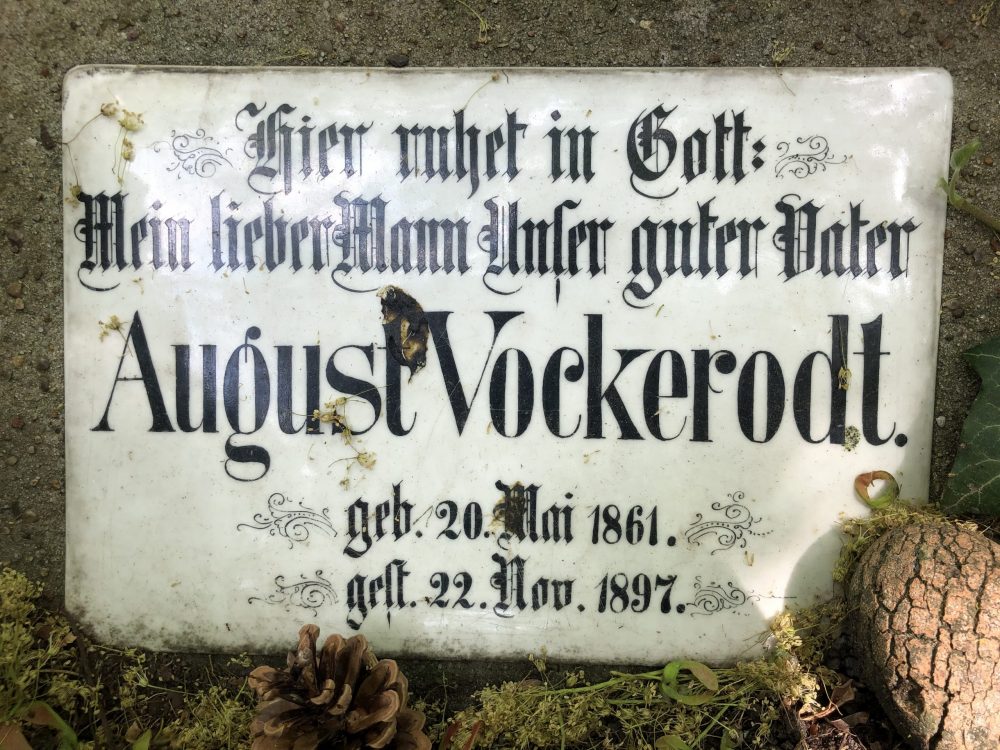 Hier ruhet in Gott:
Mein lieber Mann Unser guter Vater
August Vockerodt.
geb. 20. Mai 1861.
gest. 22. Nov. 1897.